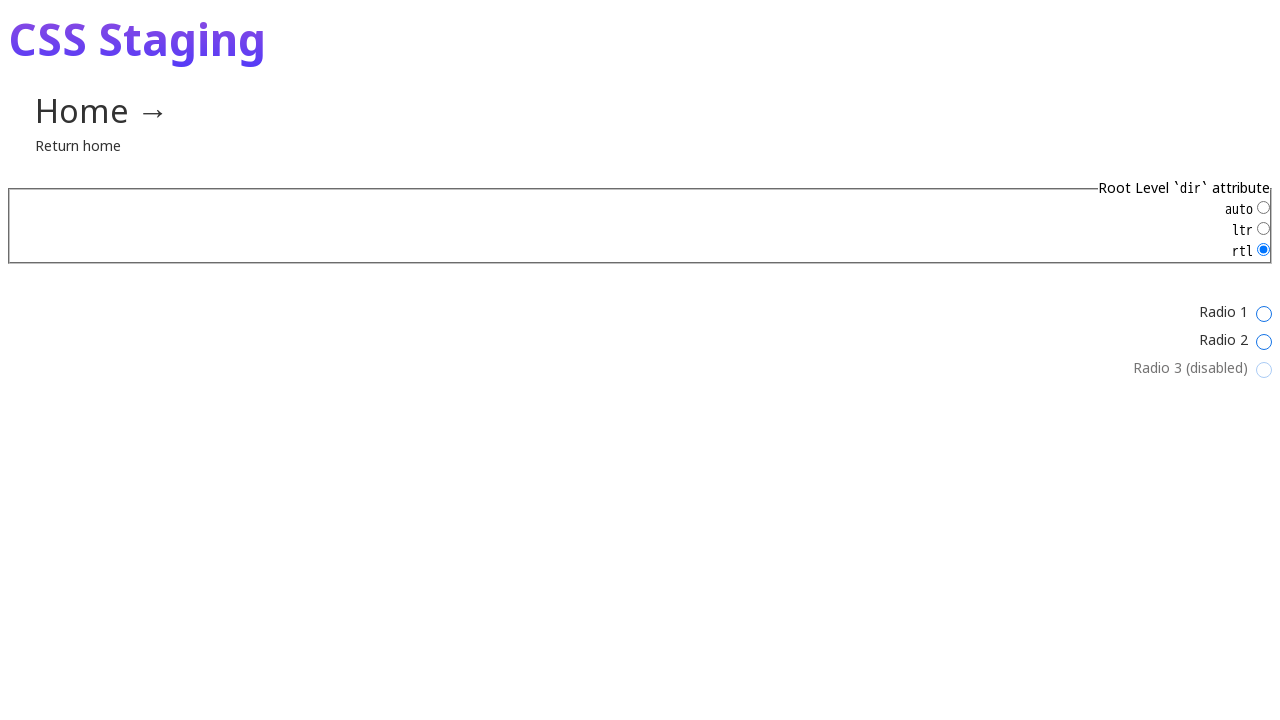 CSS Staging
Home →
Return home
Root Level `dir` attribute
auto
ltr
rtl
Radio 1
Radio 2
Radio 3 (disabled)